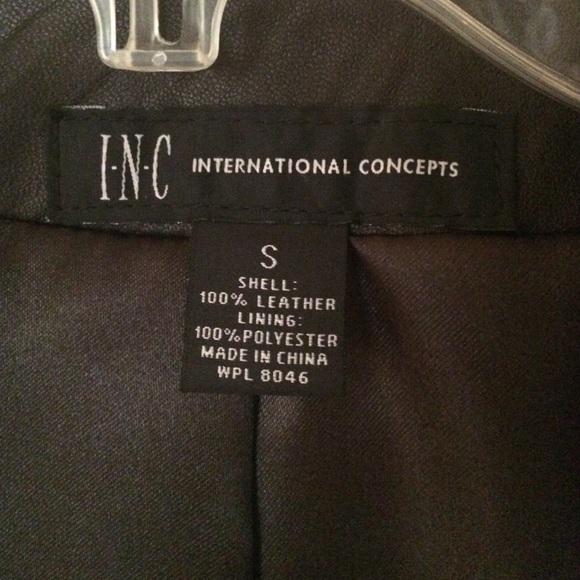 I·N·C INTERNATIONAL CONCEPTS
S
SHELL:
100% LEATHER
LINING:
100%POLYESTER
MADE IN CHINA
WPL 8046